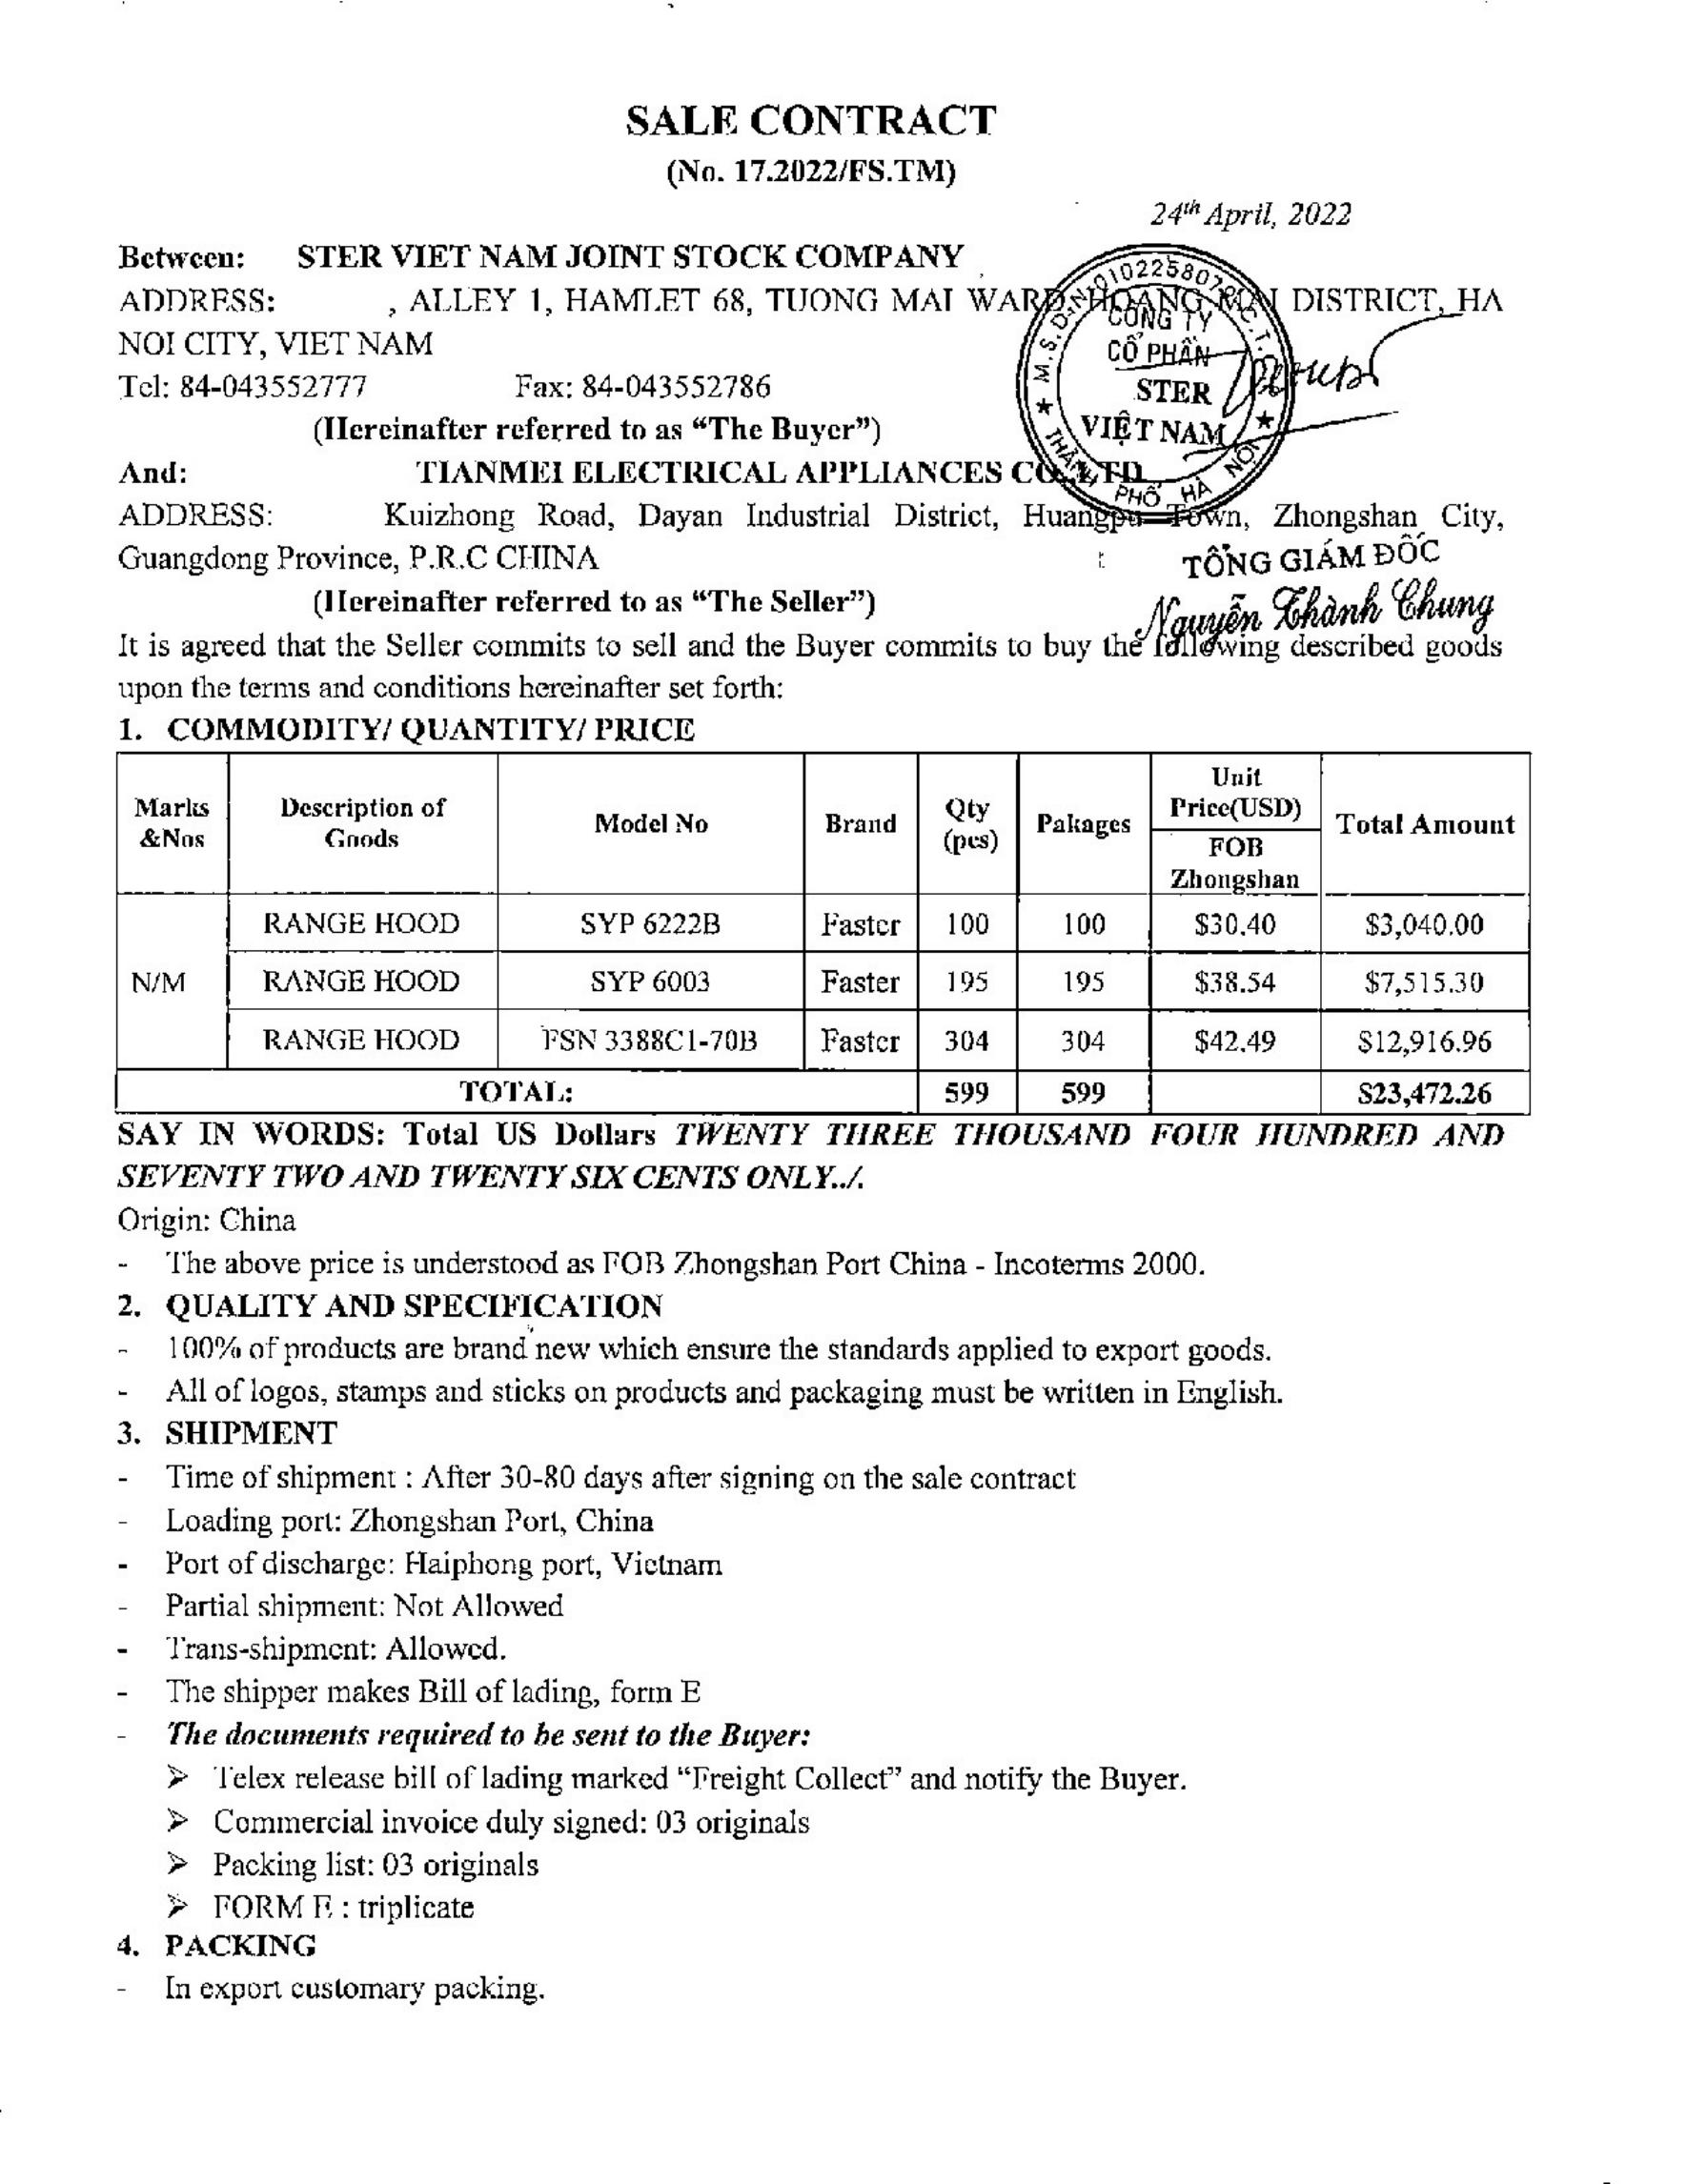 SALE CONTRACT
(No. 17.2022/FS.TM)
24th April, 2022
Between: STER VIET NAM JOINT STOCK COMPANY
ADDRESS: , ALLEY 1, HAMLET 68, TUONG MAI WARD, HOANG MAI DISTRICT, HA
NOI CITY, VIET NAM
Tel: 84-043552777 Fax: 84-043552786
(Hereinafter referred to as “The Buyer”)
M.S.D.N:0102258070.C.T.
CÔNG TY
CỔ PHẦN
STER
VIỆT NAM
THÀNH PHỐ HÀ NỘI
And: TIANMEI ELECTRICAL APPLIANCES CO., LTD
ADDRESS: Kuizhong Road, Dayan Industrial District, Huangpu Town, Zhongshan City,
Guangdong Province, P.R.C CHINA
TỔNG GIÁM ĐỐC
Nguyễn Thành Chung
(Hereinafter referred to as “The Seller”)
It is agreed that the Seller commits to sell and the Buyer commits to buy the following described goods
upon the terms and conditions hereinafter set forth:
1. COMMODITY/ QUANTITY/ PRICE
Marks &Nos Description of Goods Model No Brand Qty (pcs) Pakages Unit Price(USD) FOB Zhongshan Total Amount
RANGE HOOD SYP 6222B Faster 100 100 $30.40 $3,040.00
N/M RANGE HOOD SYP 6003 Faster 195 195 $38.54 $7,515.30
RANGE HOOD FSN 3388C1-70B Faster 304 304 $42.49 $12,916.96
TOTAL: 599 599 $23,472.26
SAY IN WORDS: Total US Dollars TWENTY THREE THOUSAND FOUR HUNDRED AND
SEVENTY TWO AND TWENTY SIX CENTS ONLY../.
Origin: China
- The above price is understood as FOB Zhongshan Port China - Incoterms 2000.
2. QUALITY AND SPECIFICATION
- 100% of products are brand new which ensure the standards applied to export goods.
- All of logos, stamps and sticks on products and packaging must be written in English.
3. SHIPMENT
- Time of shipment : After 30-80 days after signing on the sale contract
- Loading port: Zhongshan Port, China
- Port of discharge: Haiphong port, Vietnam
- Partial shipment: Not Allowed
- Trans-shipment: Allowed.
- The shipper makes Bill of lading, form E
- The documents required to be sent to the Buyer:
➢ Telex release bill of lading marked “Freight Collect” and notify the Buyer.
➢ Commercial invoice duly signed: 03 originals
➢ Packing list: 03 originals
➢ FORM E : triplicate
4. PACKING
- In export customary packing.